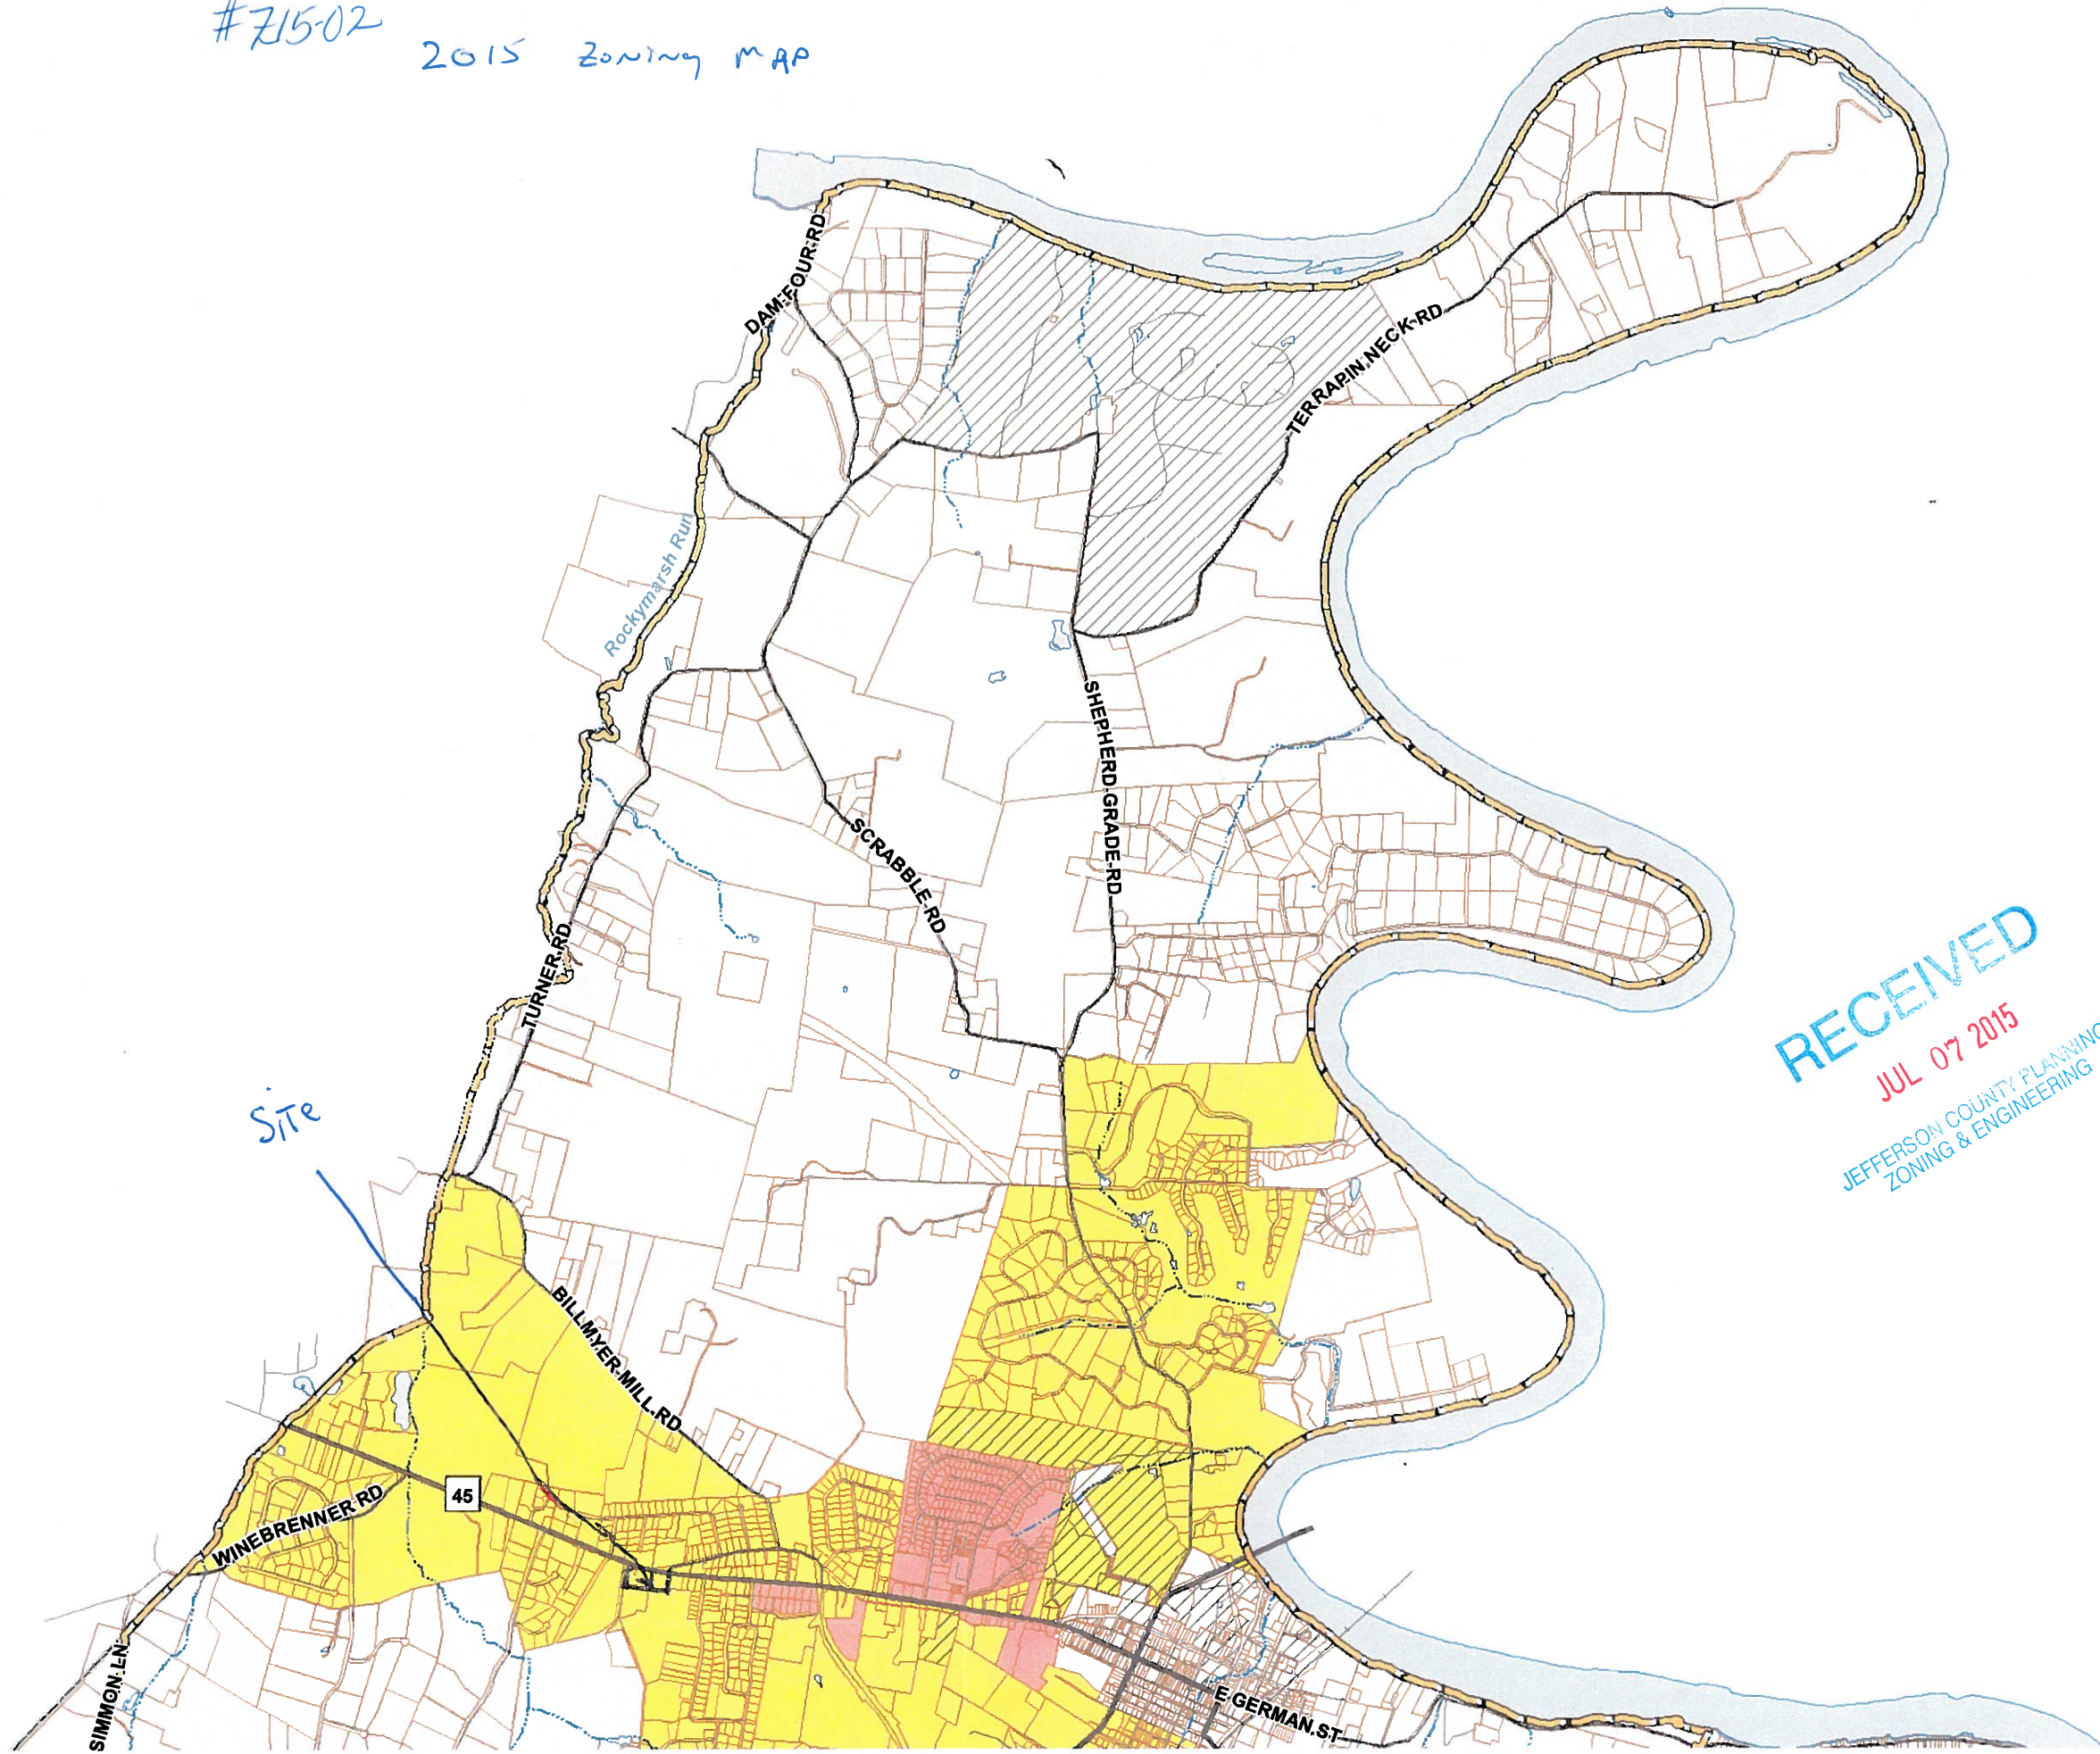 #Z15-02
2015 Zoning MAP
DAM FOUR RD
TERRAPIN NECK RD
Rockymarsh Run
SHEPHERD GRADE RD
SCRABBLE RD
TURNER RD
RECEIVED
JUL 07 2015
JEFFERSON COUNTY PLANNING
ZONING & ENGINEERING
SiTe
BILLMYER MILL RD
45
WINEBRENNER RD
SIMMON LN
E GERMAN ST